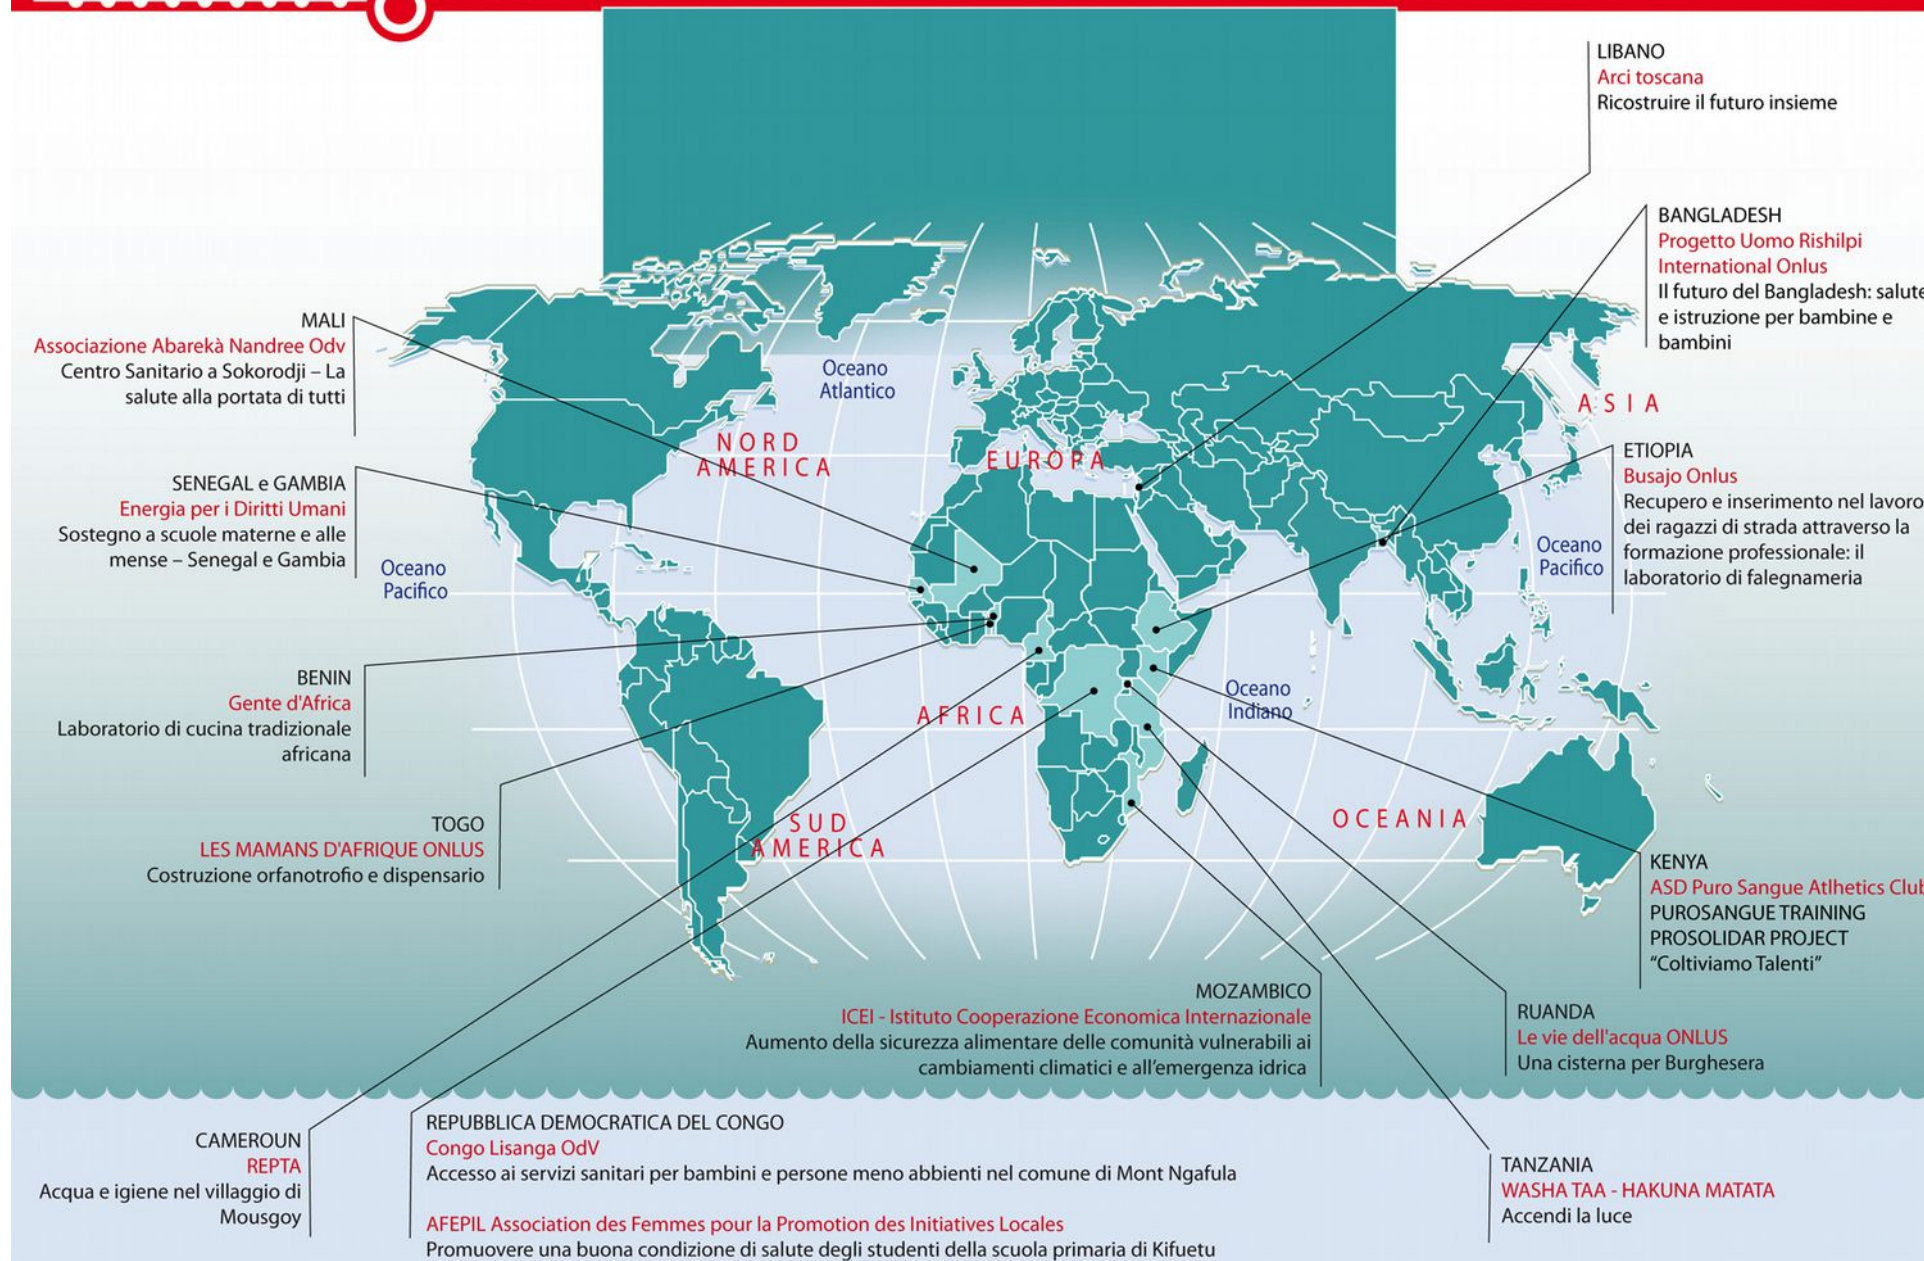 LIBANO
Arci toscana
Ricostruire il futuro insieme
BANGLADESH
Progetto Uomo Rishilpi
International Onlus
Il futuro del Bangladesh: salute
e istruzione per bambine e
bambini
MALI
Associazione Abarekà Nandree Odv
Centro Sanitario a Sokorodji – La
salute alla portata di tutti
Oceano
Atlantico
ASIA
NORD
AMERICA
EUROPA
ETIOPIA
Busajo Onlus
Recupero e inserimento nel lavoro
dei ragazzi di strada attraverso la
formazione professionale: il
laboratorio di falegnameria
SENEGAL e GAMBIA
Energia per i Diritti Umani
Sostegno a scuole materne e alle
mense – Senegal e Gambia
Oceano
Pacifico
Oceano
Pacifico
BENIN
Gente d'Africa
Laboratorio di cucina tradizionale
africana
AFRICA
Oceano
Indiano
TOGO
LES MAMANS D'AFRIQUE ONLUS
Costruzione orfanotrofio e dispensario
SUD
AMERICA
OCEANIA
KENYA
ASD Puro Sangue Atlhetics Club
PUROSANGUE TRAINING
PROSOLIDAR PROJECT
“Coltiviamo Talenti”
MOZAMBICO
ICEI - Istituto Cooperazione Economica Internazionale
Aumento della sicurezza alimentare delle comunità vulnerabili ai
cambiamenti climatici e all’emergenza idrica
RUANDA
Le vie dell'acqua ONLUS
Una cisterna per Burghesera
CAMEROUN
REPTA
Acqua e igiene nel villaggio di
Mousgoy
REPUBBLICA DEMOCRATICA DEL CONGO
Congo Lisanga OdV
Accesso ai servizi sanitari per bambini e persone meno abbienti nel comune di Mont Ngafula
AFEPIL Association des Femmes pour la Promotion des Initiatives Locales
Promuovere una buona condizione di salute degli studenti della scuola primaria di Kifuetu
TANZANIA
WASHA TAA - HAKUNA MATATA
Accendi la luce